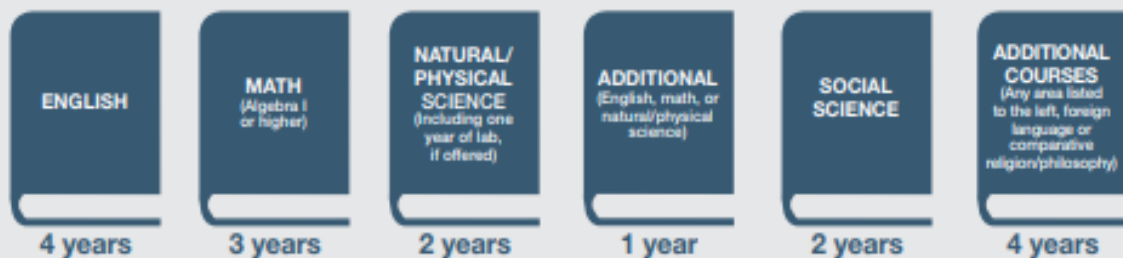 ENGLISH
4 years
MATH
(Algebra I
or higher)
3 years
NATURAL/
PHYSICAL
SCIENCE
(Including one
year of lab,
if offered)
2 years
ADDITIONAL
(English, math, or
natural/physical
science)
1 year
SOCIAL
SCIENCE
2 years
ADDITIONAL
COURSES
(Any area listed
to the left, foreign
language or
comparative
religion/philosophy)
4 years